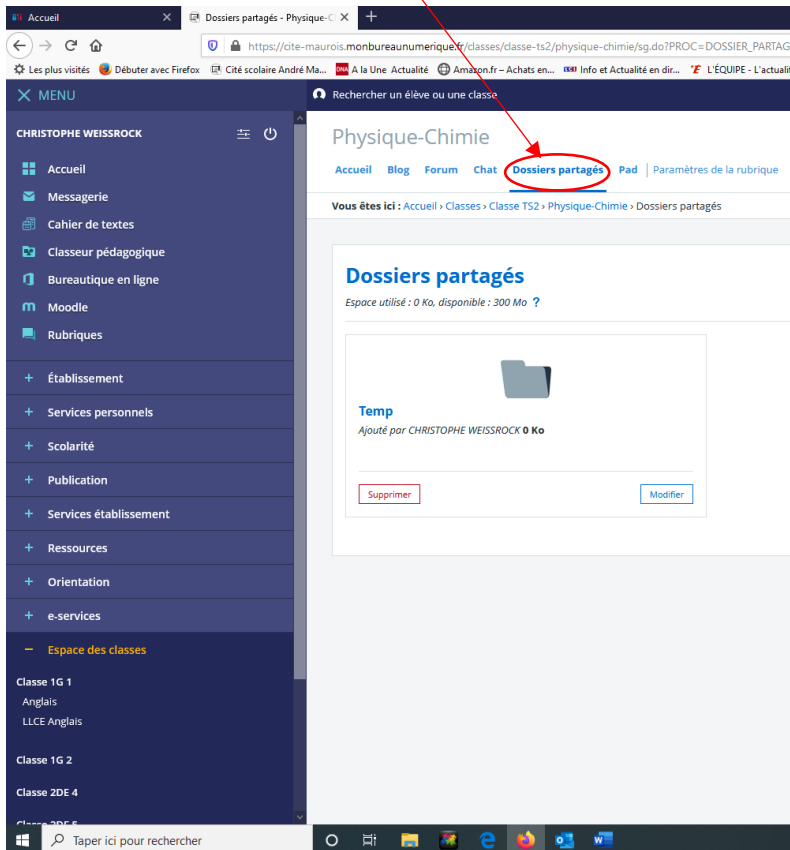 Accueil
Dossiers partagés - Physique-C
https://cite-maurois.monbureaunumerique.fr/classes/classe-ts2/physique-chimie/sg.do?PROC=DOSSIER_PARTAG
Les plus visités Débuter avec Firefox Cité scolaire André Ma... DNA A la Une Actualité Amazon.fr – Achats en... Info et Actualité en dir... L'ÉQUIPE - L'actualit
MENU
Rechercher un élève ou une classe
CHRISTOPHE WEISSROCK
Accueil
Messagerie
Cahier de textes
Classeur pédagogique
Bureautique en ligne
Moodle
Rubriques
+ Établissement
+ Services personnels
+ Scolarité
+ Publication
+ Services établissement
+ Ressources
+ Orientation
+ e-services
− Espace des classes
Classe 1G 1
Anglais
LLCE Anglais
Classe 1G 2
Classe 2DE 4
Classe 2DE 5
Physique-Chimie
Accueil Blog Forum Chat Dossiers partagés Pad | Paramètres de la rubrique
Vous êtes ici : Accueil › Classes › Classe TS2 › Physique-Chimie › Dossiers partagés
Dossiers partagés
Espace utilisé : 0 Ko, disponible : 300 Mo ?
Temp
Ajouté par CHRISTOPHE WEISSROCK 0 Ko
Supprimer
Modifier
Taper ici pour rechercher